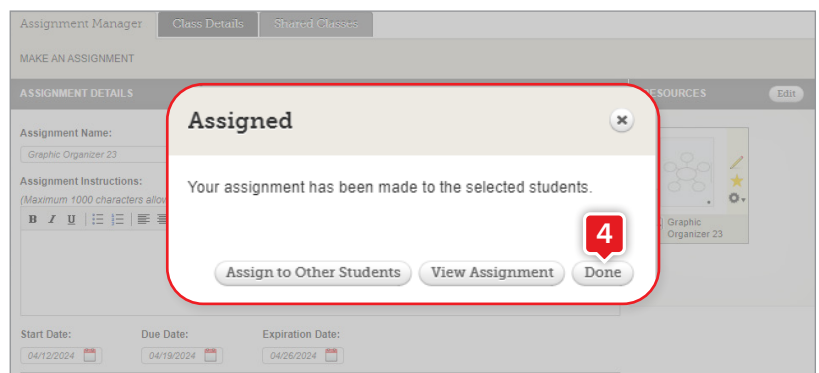 Assignment Manager Class Details Shared Classes
MAKE AN ASSIGNMENT
ASSIGNMENT DETAILS
RESOURCES Edit
Assigned
Assignment Name:
Graphic Organizer 23
Assignment Instructions:
(Maximum 1000 characters allow
B I U
Your assignment has been made to the selected students.
4
Assign to Other Students View Assignment Done
Graphic
Organizer 23
Start Date: Due Date: Expiration Date:
04/12/2024 04/19/2024 04/26/2024